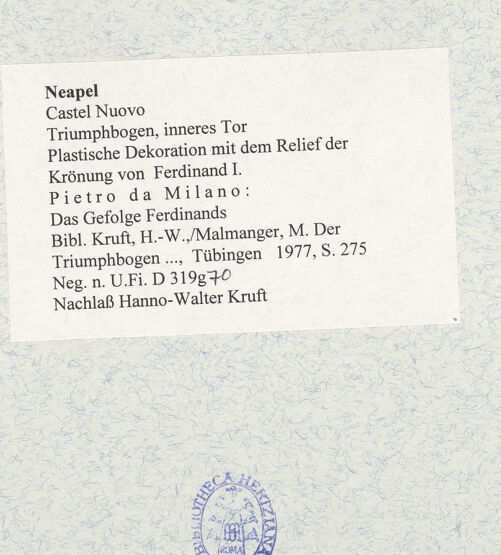 Neapel
Castel Nuovo
Triumphbogen, inneres Tor
Plastische Dekoration mit dem Relief der
Krönung von Ferdinand I.
Pietro da Milano:
Das Gefolge Ferdinands
Bibl. Kruft, H.-W.,/Malmanger, M. Der
Triumphbogen ..., Tübingen 1977, S. 275
Neg. n. U.Fi. D 319g70
Nachlaß Hanno-Walter Kruft
BIBLIOTHECA HERTZIANA
ROMA